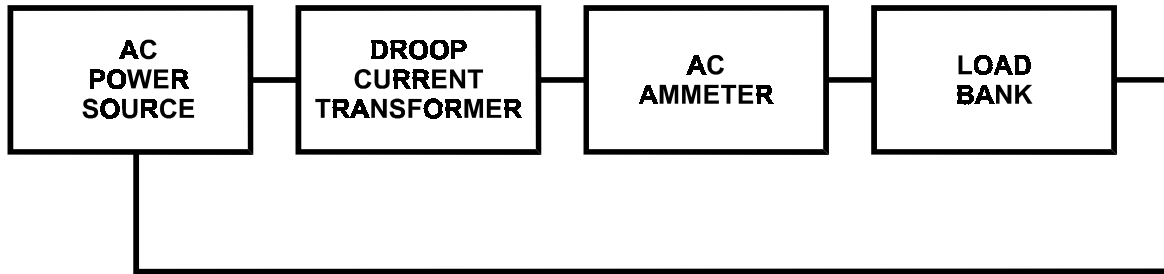 AC
POWER
SOURCE
DROOP
CURRENT
TRANSFORMER
AC
AMMETER
LOAD
BANK